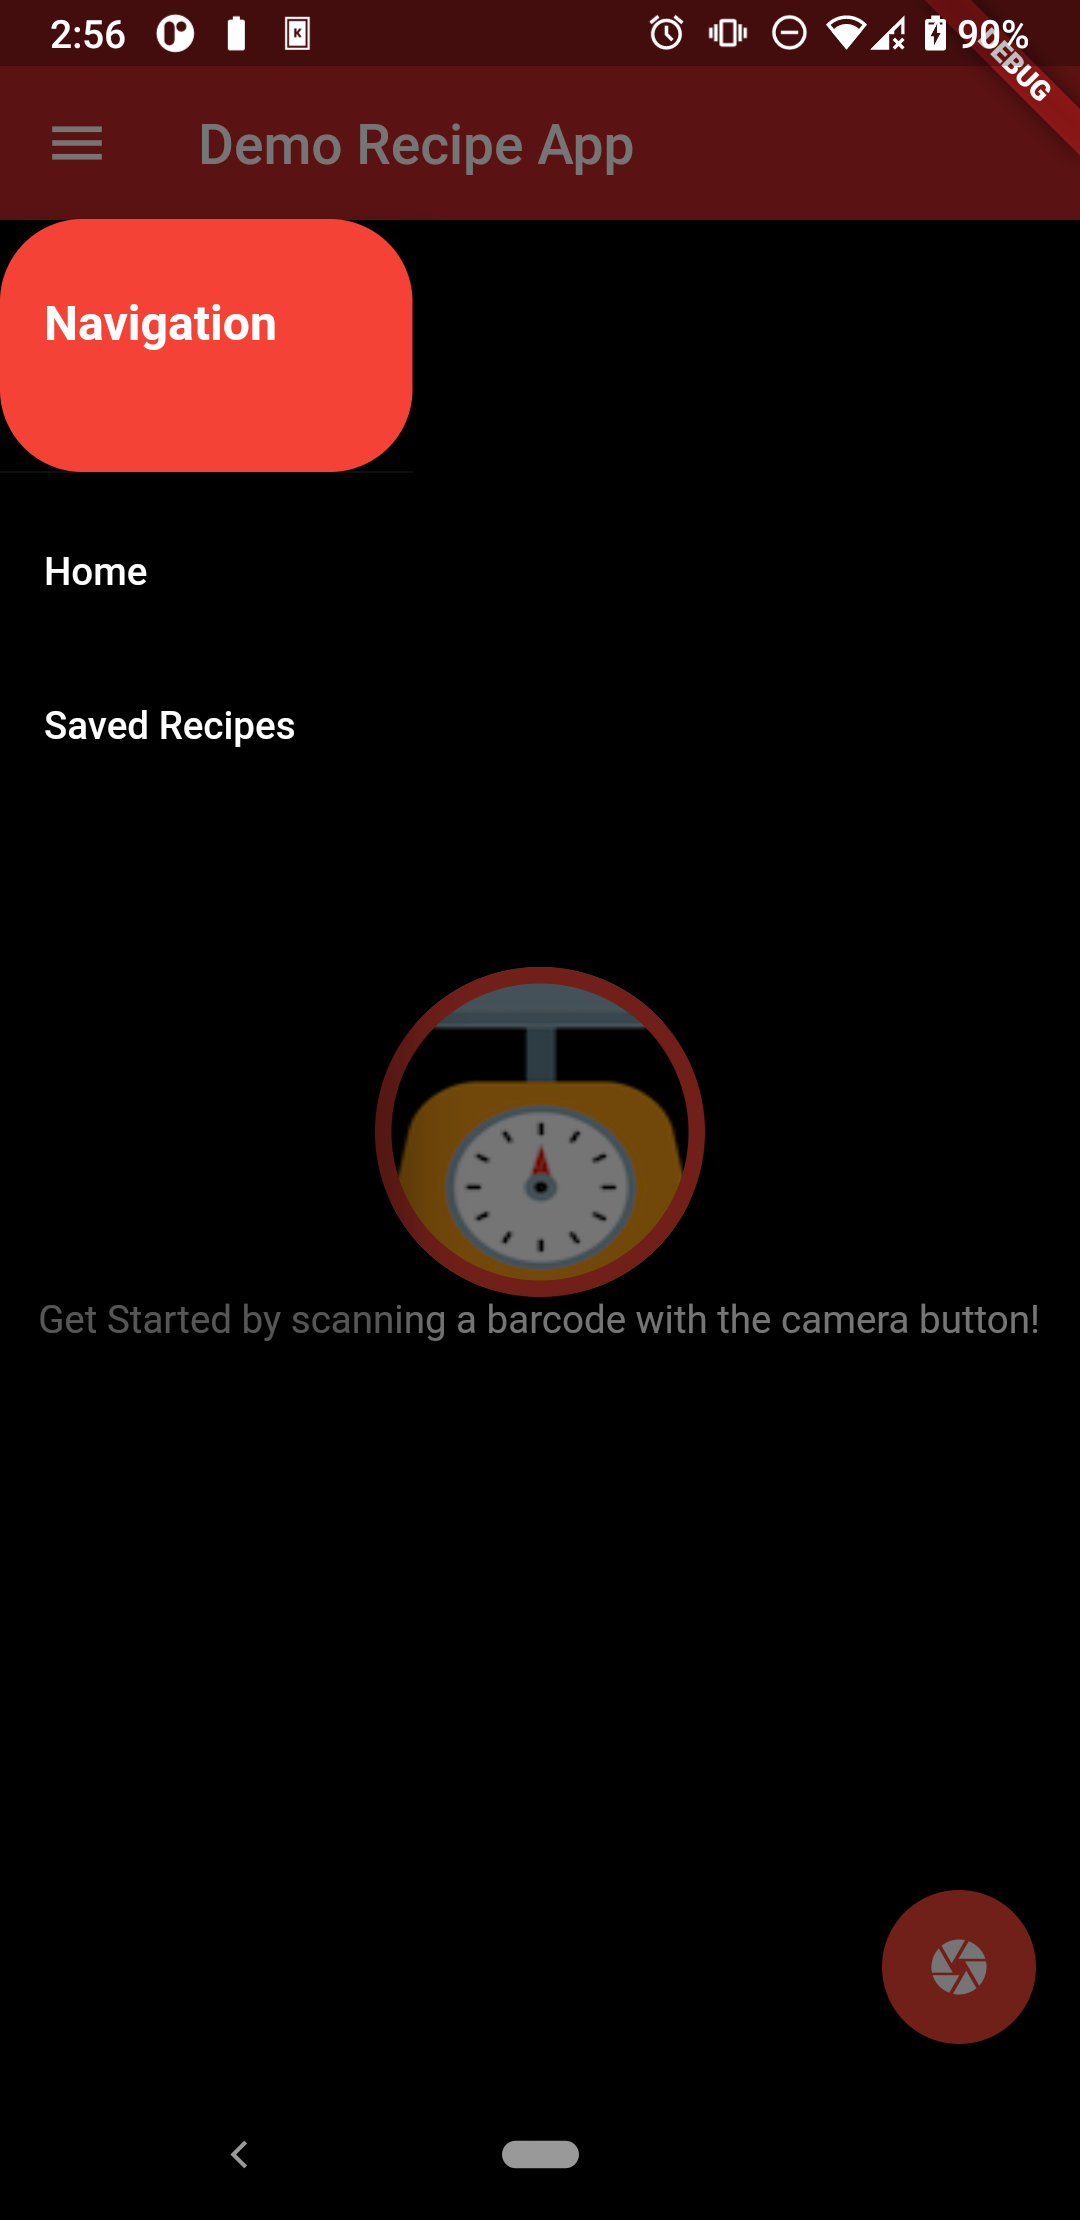 2:56
90%
DEBUG
Demo Recipe App
Navigation
Home
Saved Recipes
Get Started by scanning a barcode with the camera button!